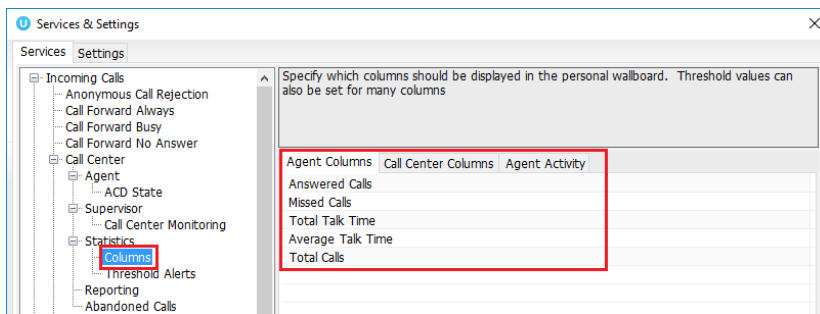 Services & Settings
Services Settings
Incoming Calls
Anonymous Call Rejection
Call Forward Always
Call Forward Busy
Call Forward No Answer
Call Center
Agent
ACD State
Supervisor
Call Center Monitoring
Statistics
Columns
Threshold Alerts
Reporting
Abandoned Calls
Specify which columns should be displayed in the personal wallboard. Threshold values can
also be set for many columns
Agent Columns Call Center Columns Agent Activity
Answered Calls
Missed Calls
Total Talk Time
Average Talk Time
Total Calls